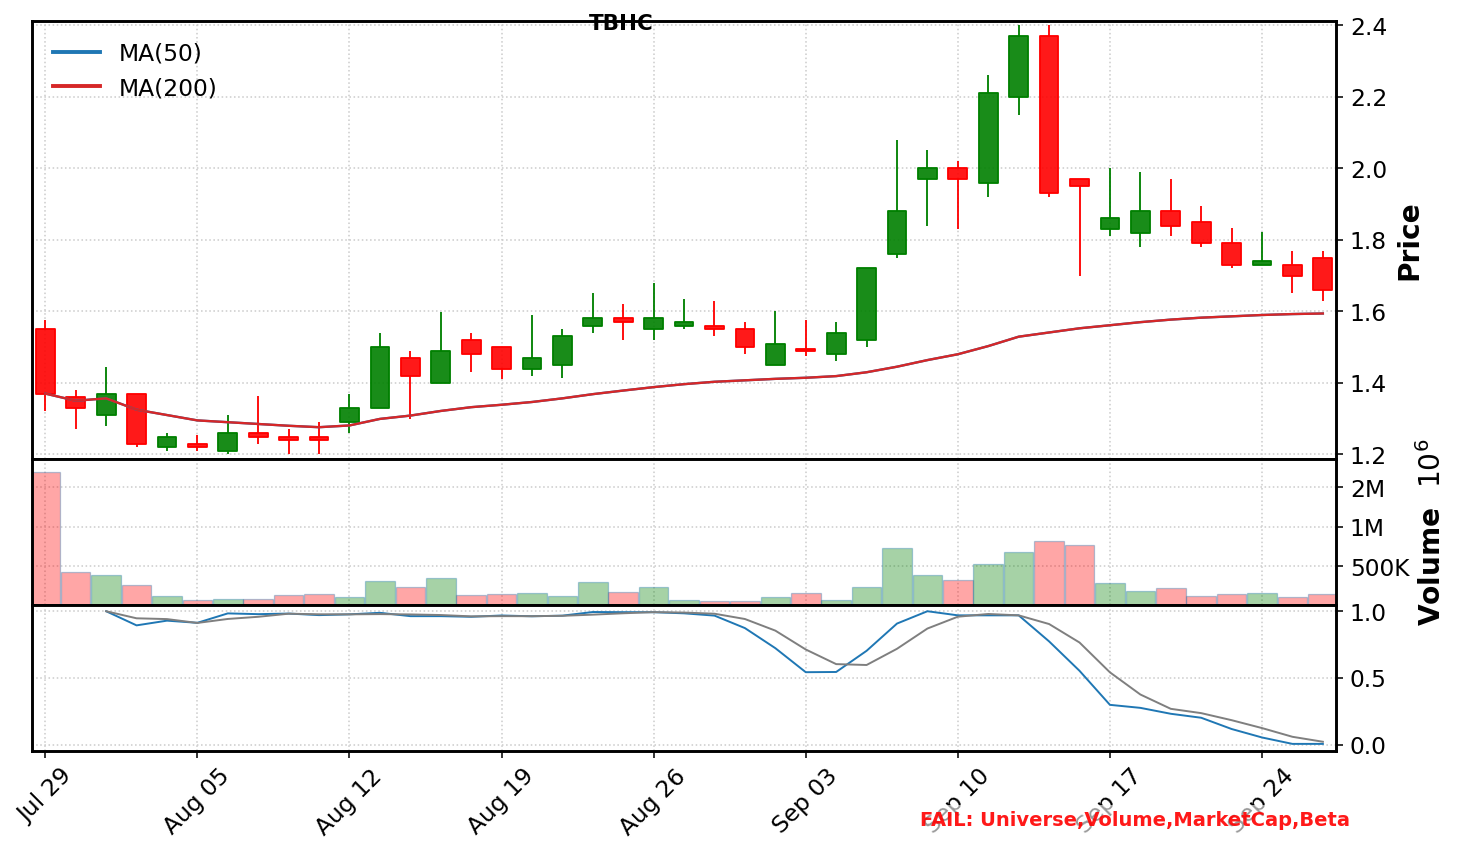 TBHC
MA(50)
MA(200)
2.4
2.2
2.0
1.8
1.6
1.4
1.2
Price
2M
1M
500K
Volume 10^6
1.0
0.5
0.0
Jul 29
Aug 05
Aug 12
Aug 19
Aug 26
Sep 03
Sep 10
Sep 17
Sep 24
FAIL: Universe,Volume,MarketCap,Beta